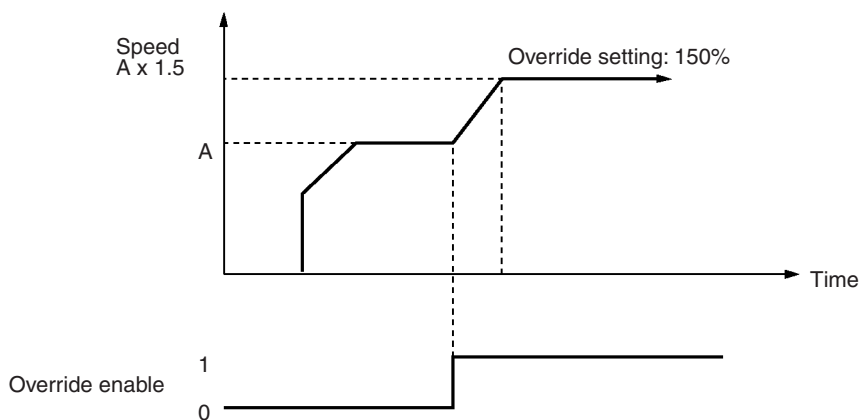 Speed
A x 1.5
Override setting: 150%
A
Time
1
Override enable
0